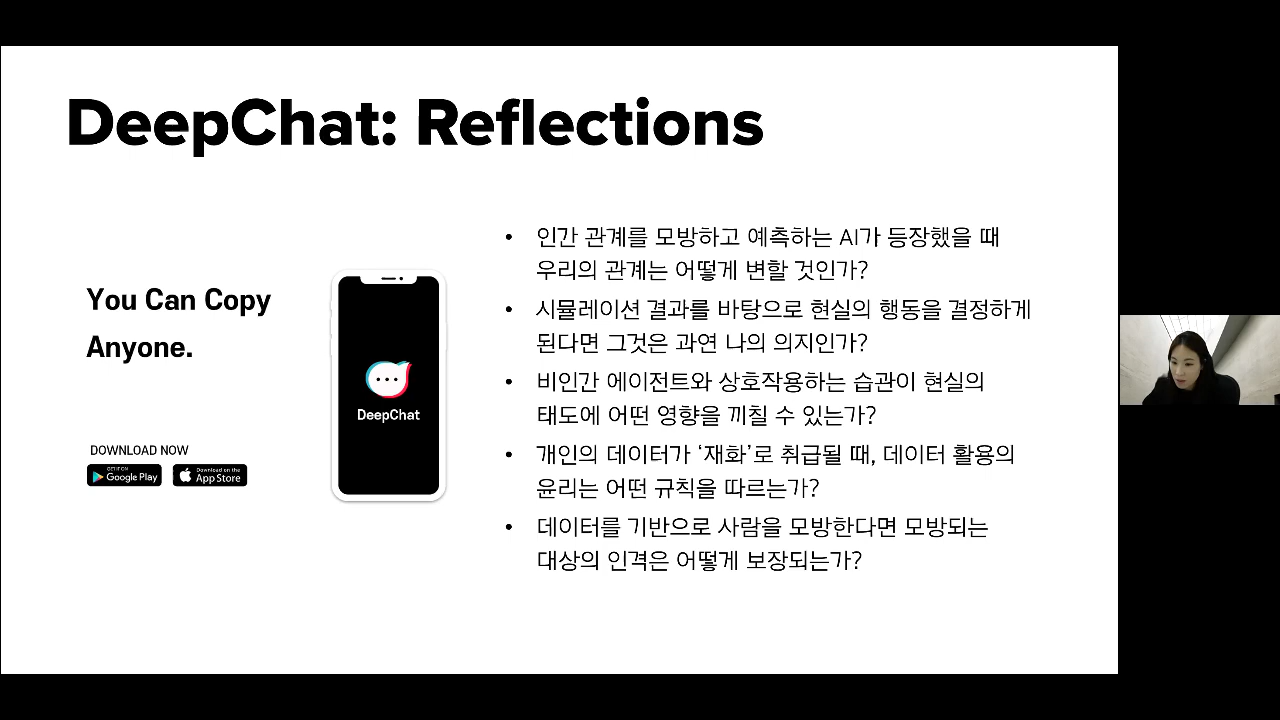 DeepChat: Reflections
You Can Copy
Anyone.
DOWNLOAD NOW
GET IT ON
Google Play
Download on the
App Store
DeepChat
• 인간 관계를 모방하고 예측하는 AI가 등장했을 때
우리의 관계는 어떻게 변할 것인가?
• 시뮬레이션 결과를 바탕으로 현실의 행동을 결정하게
된다면 그것은 과연 나의 의지인가?
• 비인간 에이전트와 상호작용하는 습관이 현실의
태도에 어떤 영향을 끼칠 수 있는가?
• 개인의 데이터가 ‘재화’로 취급될 때, 데이터 활용의
윤리는 어떤 규칙을 따르는가?
• 데이터를 기반으로 사람을 모방한다면 모방되는
대상의 인격은 어떻게 보장되는가?